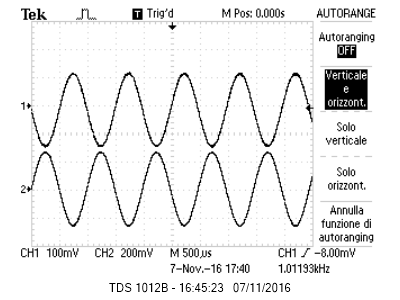 Tek T Trig'd M Pos: 0.000s AUTORANGE
Autoranging
OFF
Verticale
e
orizzont.
1
Solo
verticale
Solo
orizzont.
2
Annulla
funzione di
autoranging
CH1 100mV CH2 200mV M 500µs CH1 -8.00mV
7-Nov.-16 17:40 1.01193kHz
TDS 1012B - 16:45:23 07/11/2016